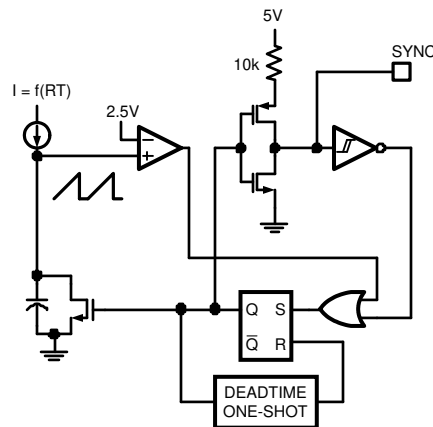 5V
SYNC
10k
I = f(RT)
2.5V
−
+
Q S
Q̅ R
DEADTIME
ONE-SHOT